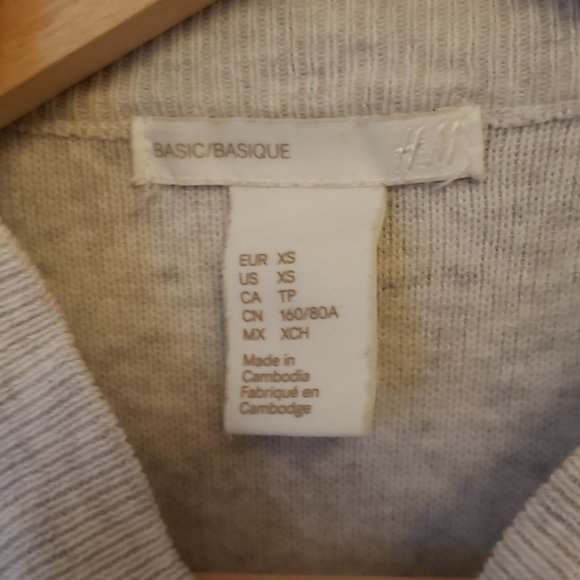 BASIC/BASIQUE H&M
EUR XS
US XS
CA TP
CN 160/80A
MX XCH
Made in
Cambodia
Fabriqué en
Cambodge